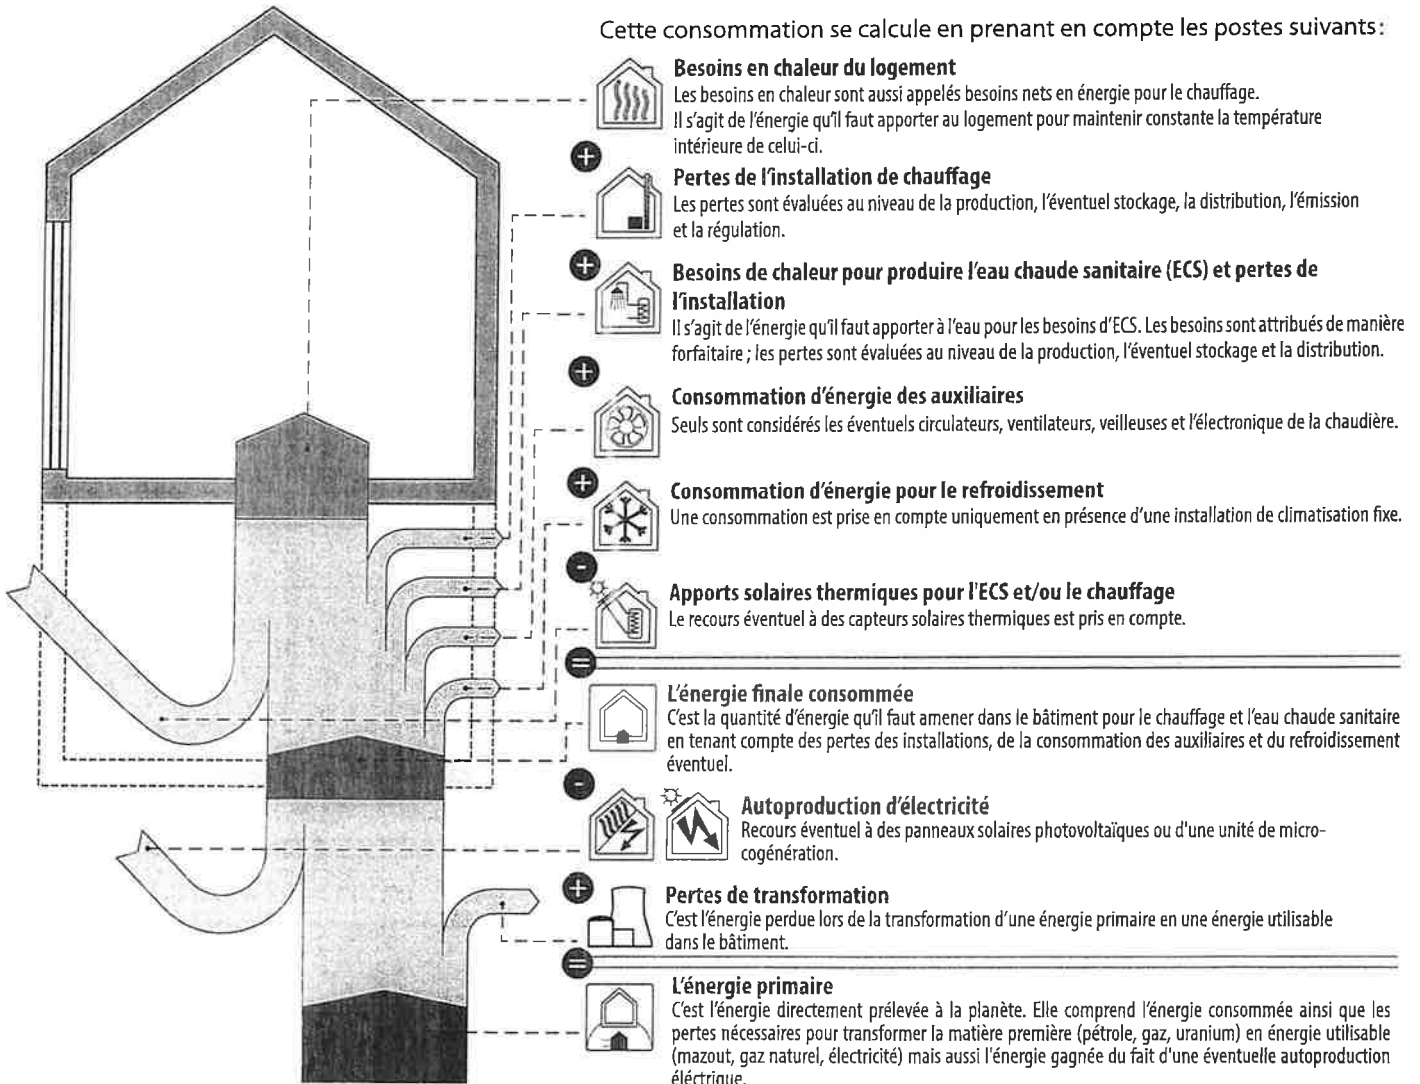 Cette consommation se calcule en prenant en compte les postes suivants:
Besoins en chaleur du logement
Les besoins en chaleur sont aussi appelés besoins nets en énergie pour le chauffage.
Il s'agit de l'énergie qu'il faut apporter au logement pour maintenir constante la température
intérieure de celui-ci.
+
Pertes de l'installation de chauffage
Les pertes sont évaluées au niveau de la production, l'éventuel stockage, la distribution, l'émission
et la régulation.
+
Besoins de chaleur pour produire l'eau chaude sanitaire (ECS) et pertes de
l'installation
Il s'agit de l'énergie qu'il faut apporter à l'eau pour les besoins d'ECS. Les besoins sont attribués de manière
forfaitaire ; les pertes sont évaluées au niveau de la production, l'éventuel stockage et la distribution.
+
Consommation d'énergie des auxiliaires
Seuls sont considérés les éventuels circulateurs, ventilateurs, veilleuses et l'électronique de la chaudière.
+
Consommation d'énergie pour le refroidissement
Une consommation est prise en compte uniquement en présence d'une installation de climatisation fixe.
-
Apports solaires thermiques pour l'ECS et/ou le chauffage
Le recours éventuel à des capteurs solaires thermiques est pris en compte.
=
L'énergie finale consommée
C'est la quantité d'énergie qu'il faut amener dans le bâtiment pour le chauffage et l'eau chaude sanitaire
en tenant compte des pertes des installations, de la consommation des auxiliaires et du refroidissement
éventuel.
-
Autoproduction d'électricité
Recours éventuel à des panneaux solaires photovoltaïques ou d'une unité de micro-
cogénération.
+
Pertes de transformation
C'est l'énergie perdue lors de la transformation d'une énergie primaire en une énergie utilisable
dans le bâtiment.
=
L'énergie primaire
C'est l'énergie directement prélevée à la planète. Elle comprend l'énergie consommée ainsi que les
pertes nécessaires pour transformer la matière première (pétrole, gaz, uranium) en énergie utilisable
(mazout, gaz naturel, électricité) mais aussi l'énergie gagnée du fait d'une éventuelle autoproduction
éléctrique.